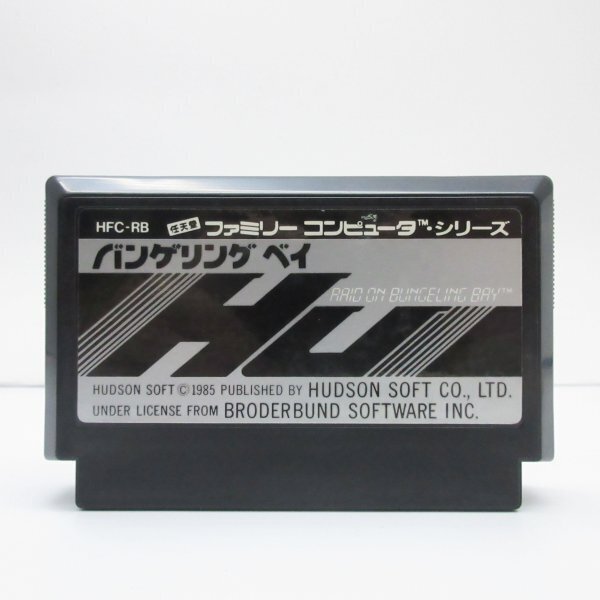 HFC-RB 任天堂 ファミリー コンピュータ™・シリーズ
バンゲリング ベイ
RAID ON BUNGELING BAY™
HUDSON SOFT © 1985 PUBLISHED BY HUDSON SOFT CO., LTD.
UNDER LICENSE FROM BRODERBUND SOFTWARE INC.